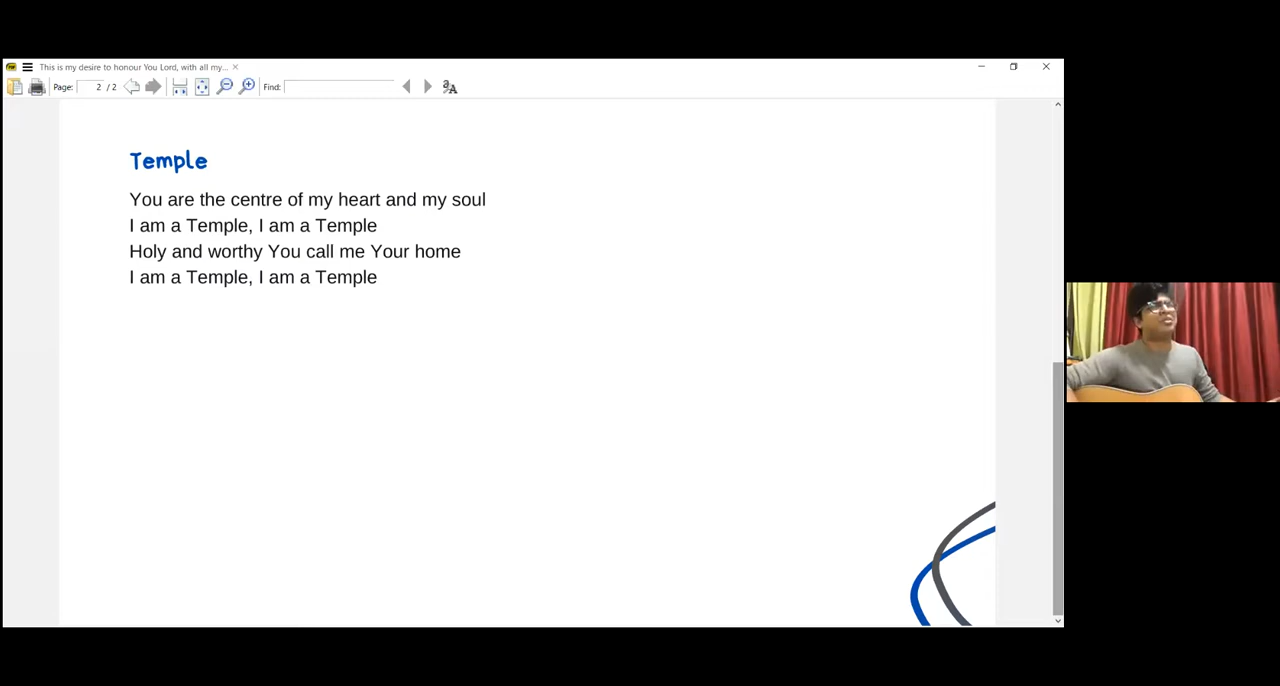 This is my desire to honour You Lord, with all my...
Page: 2 / 2 Find:
Temple
You are the centre of my heart and my soul
I am a Temple, I am a Temple
Holy and worthy You call me Your home
I am a Temple, I am a Temple